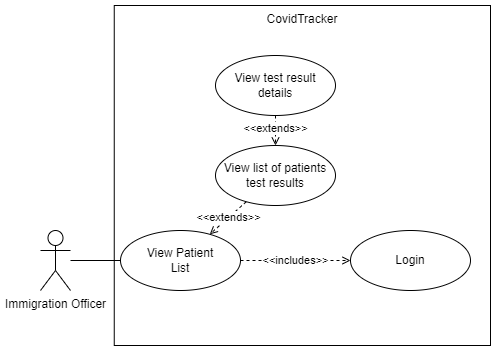 CovidTracker
View test result
details
<<extends>>
View list of patients
test results
<<extends>>
View Patient
List
<<includes>>
Login
Immigration Officer